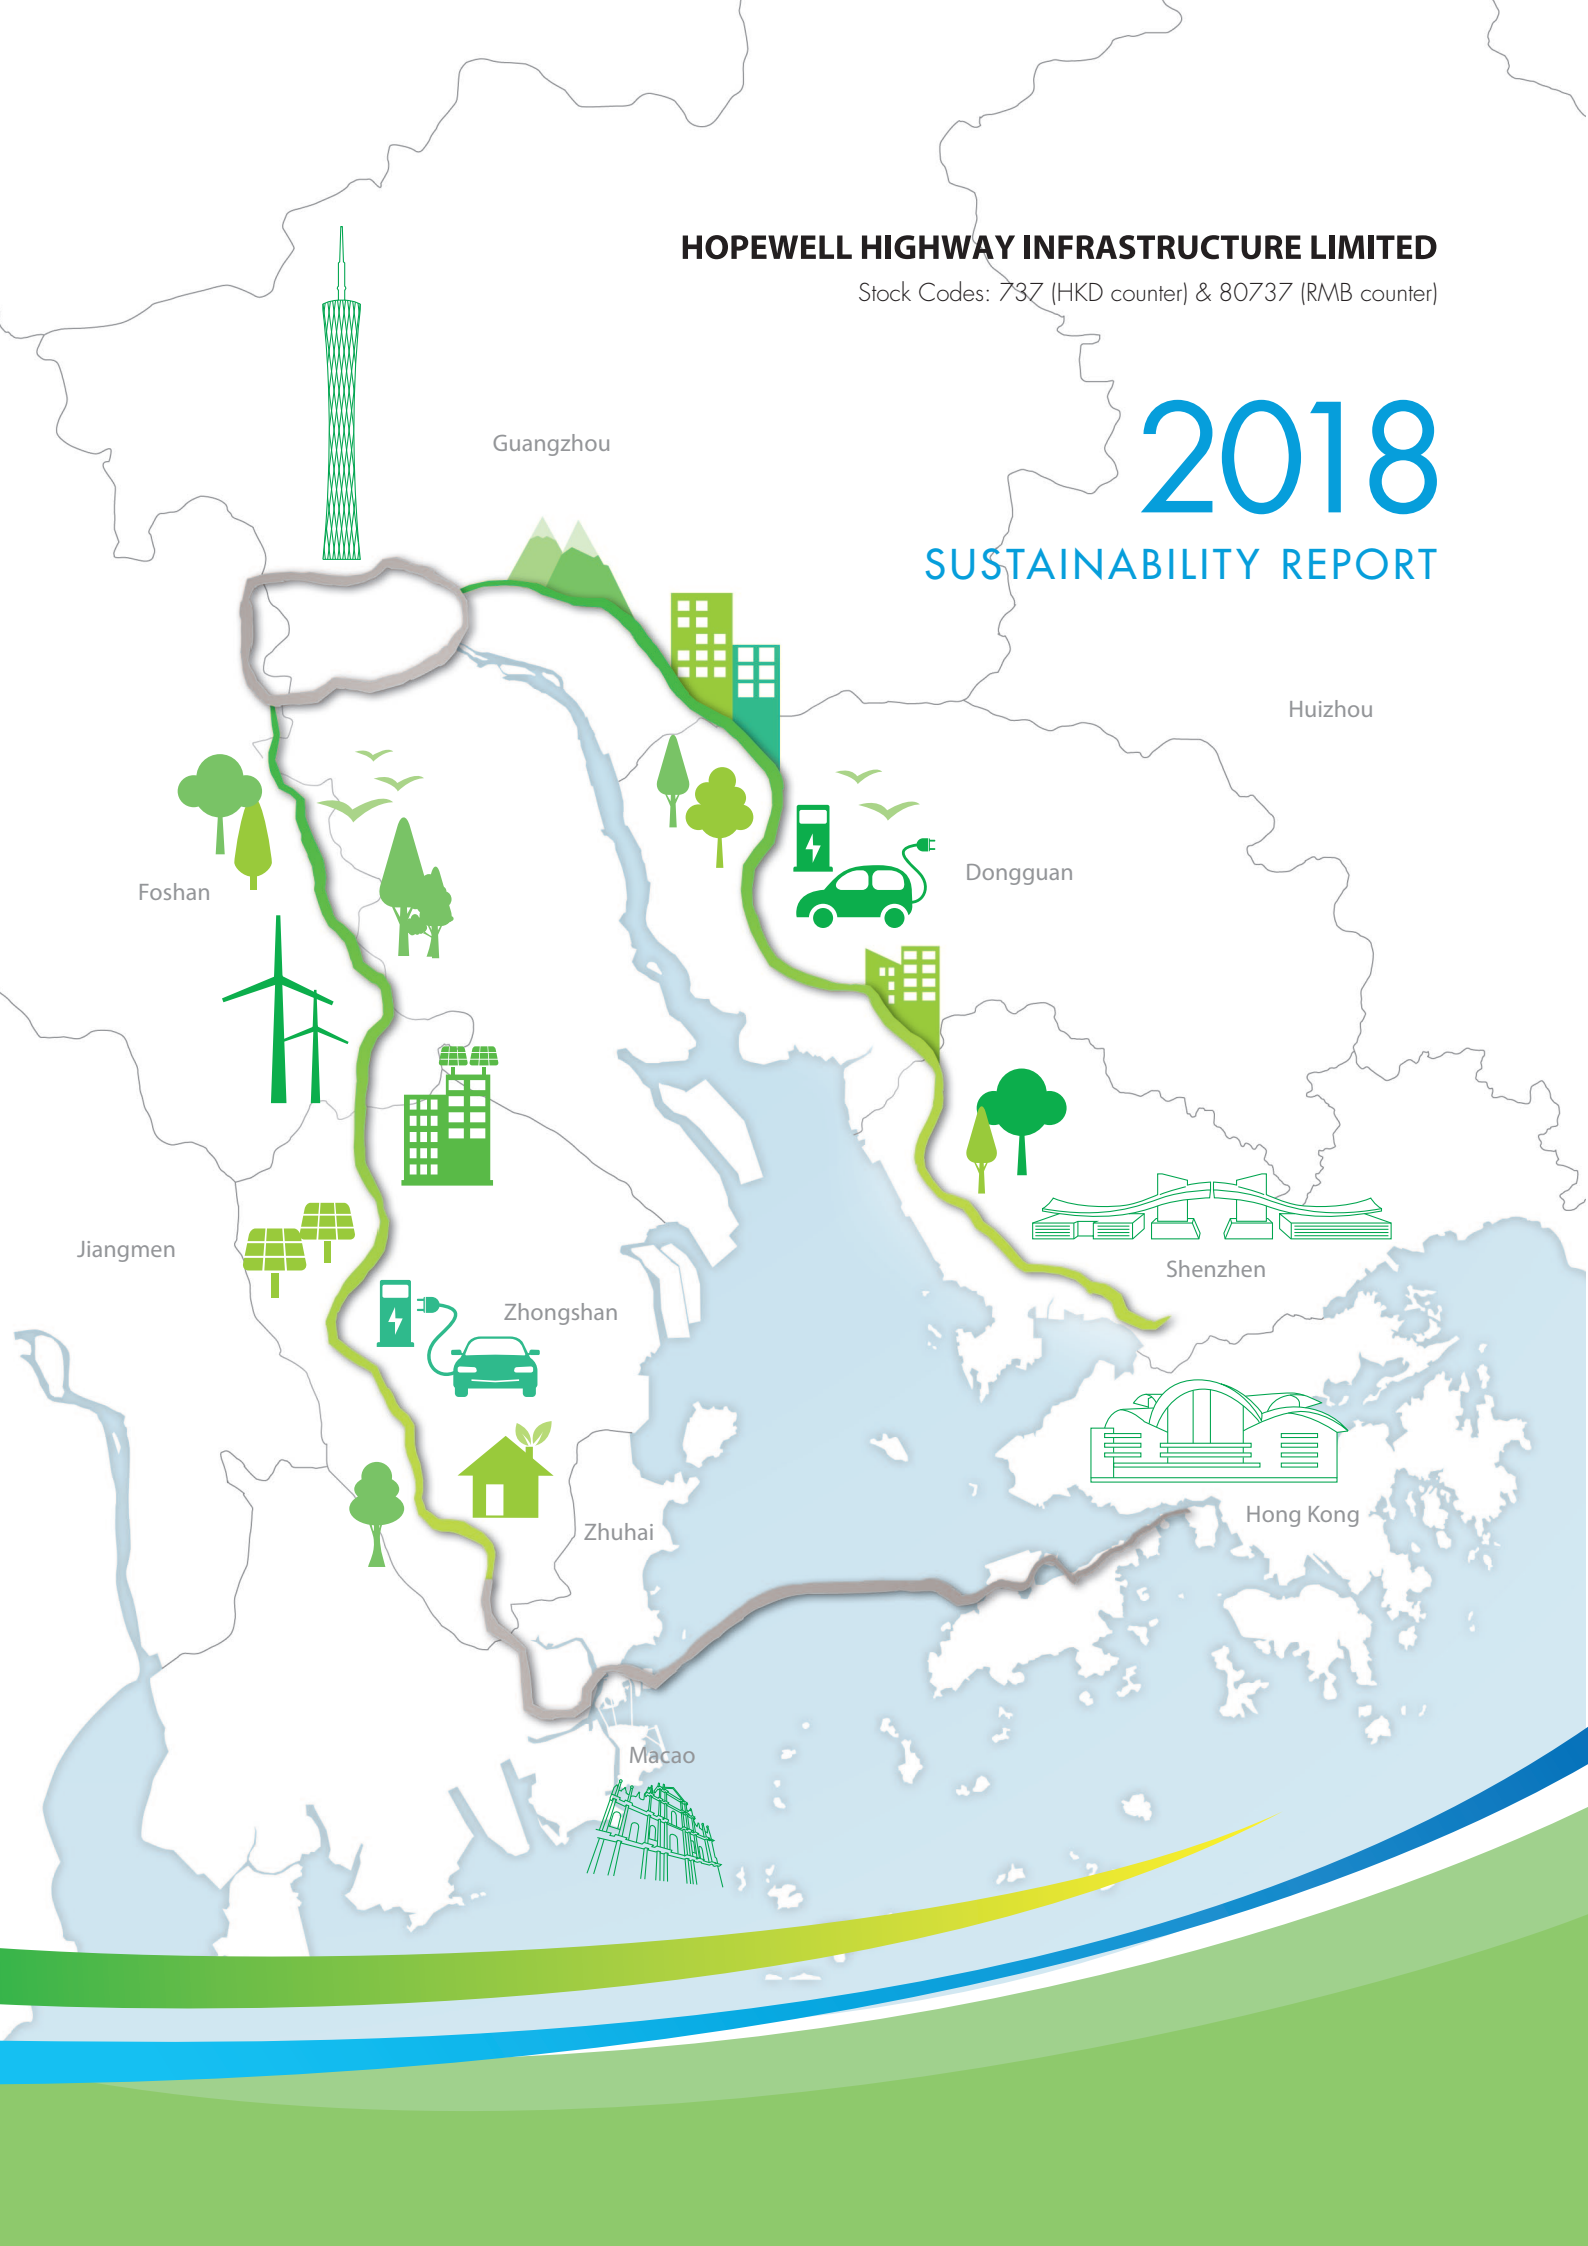 HOPEWELL HIGHWAY INFRASTRUCTURE LIMITED
Stock Codes: 737 (HKD counter) & 80737 (RMB counter)
2018
SUSTAINABILITY REPORT
Guangzhou
Huizhou
Foshan
Dongguan
Jiangmen
Shenzhen
Zhongshan
Hong Kong
Zhuhai
Macao